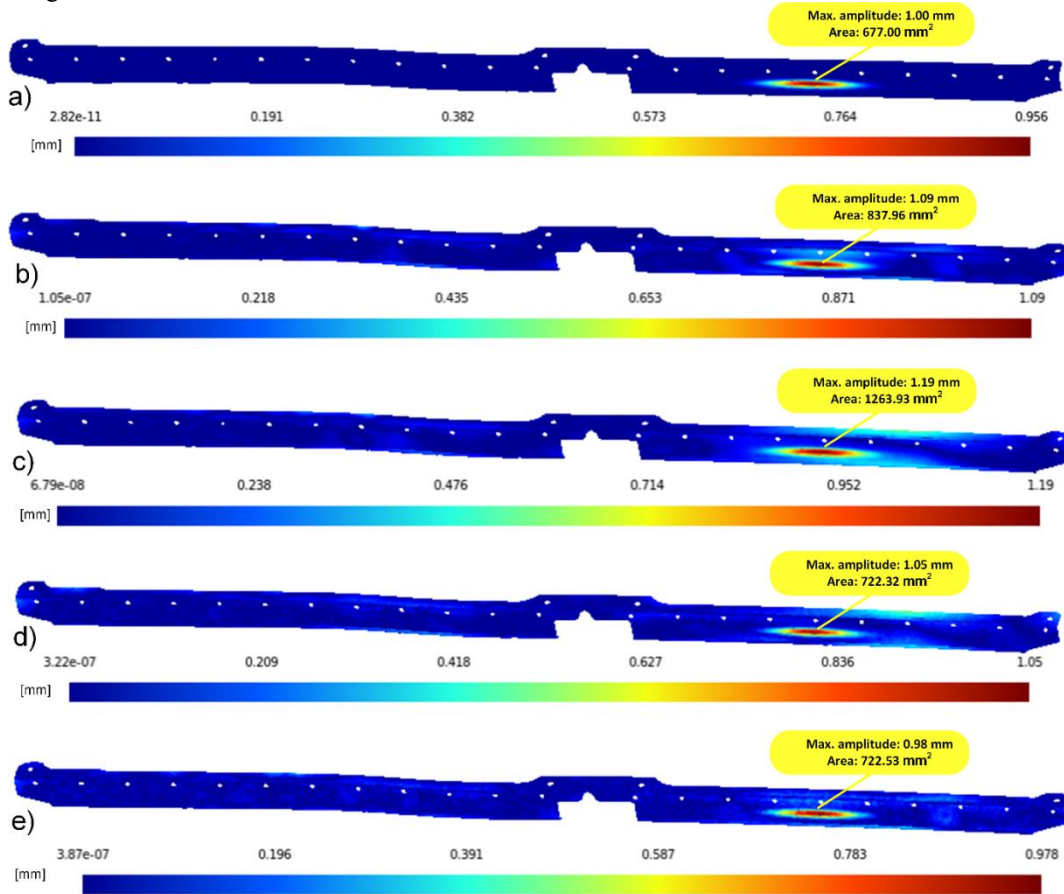 Max. amplitude: 1.00 mm
Area: 677.00 mm²
a)
2.82e-11 0.191 0.382 0.573 0.764 0.956
[mm]
Max. amplitude: 1.09 mm
Area: 837.96 mm²
b)
1.05e-07 0.218 0.435 0.653 0.871 1.09
[mm]
Max. amplitude: 1.19 mm
Area: 1263.93 mm²
c)
6.79e-08 0.238 0.476 0.714 0.952 1.19
[mm]
Max. amplitude: 1.05 mm
Area: 722.32 mm²
d)
3.22e-07 0.209 0.418 0.627 0.836 1.05
[mm]
Max. amplitude: 0.98 mm
Area: 722.53 mm²
e)
3.87e-07 0.196 0.391 0.587 0.783 0.978
[mm]